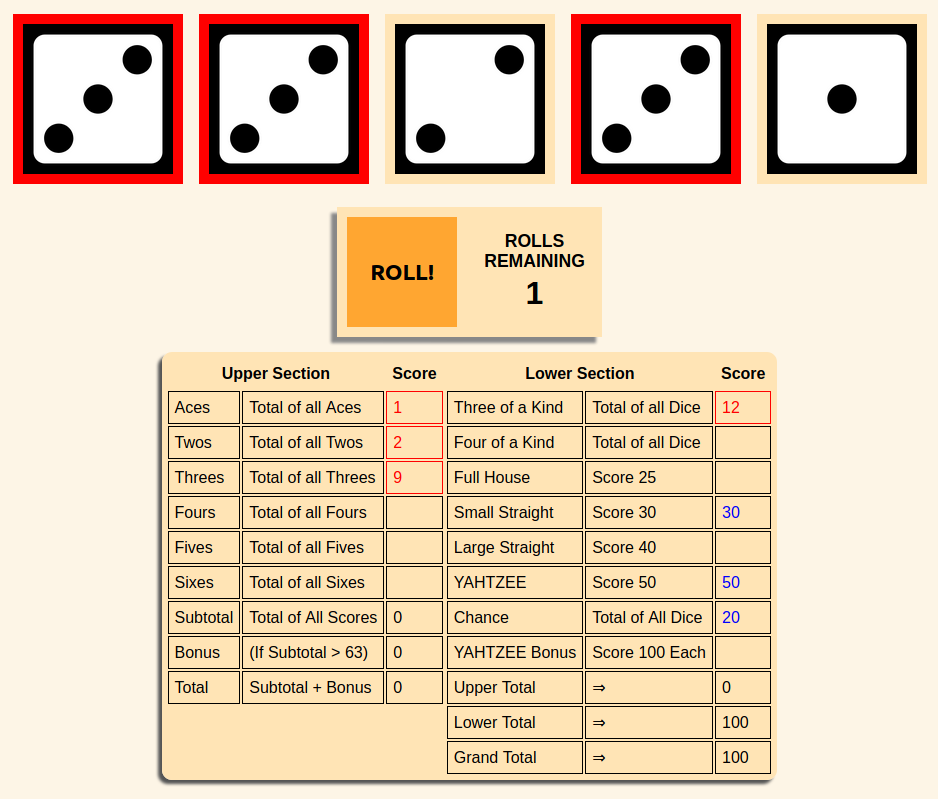 ROLL!
ROLLS
REMAINING
1
Upper Section Score Lower Section Score
Aces Total of all Aces 1 Three of a Kind Total of all Dice 12
Twos Total of all Twos 2 Four of a Kind Total of all Dice
Threes Total of all Threes 9 Full House Score 25
Fours Total of all Fours Small Straight Score 30 30
Fives Total of all Fives Large Straight Score 40
Sixes Total of all Sixes YAHTZEE Score 50 50
Subtotal Total of All Scores 0 Chance Total of All Dice 20
Bonus (If Subtotal > 63) 0 YAHTZEE Bonus Score 100 Each
Total Subtotal + Bonus 0 Upper Total ⇒ 0
Lower Total ⇒ 100
Grand Total ⇒ 100